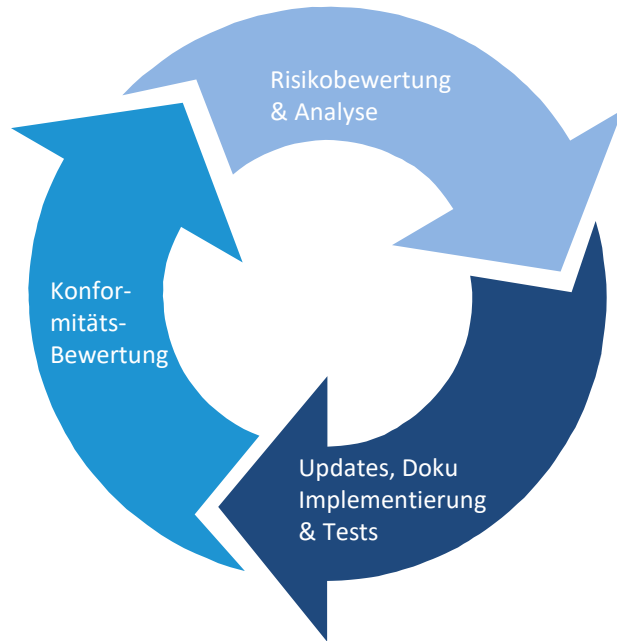 Risikobewertung
& Analyse
Konfor-
mitäts-
Bewertung
Updates, Doku
Implementierung
& Tests